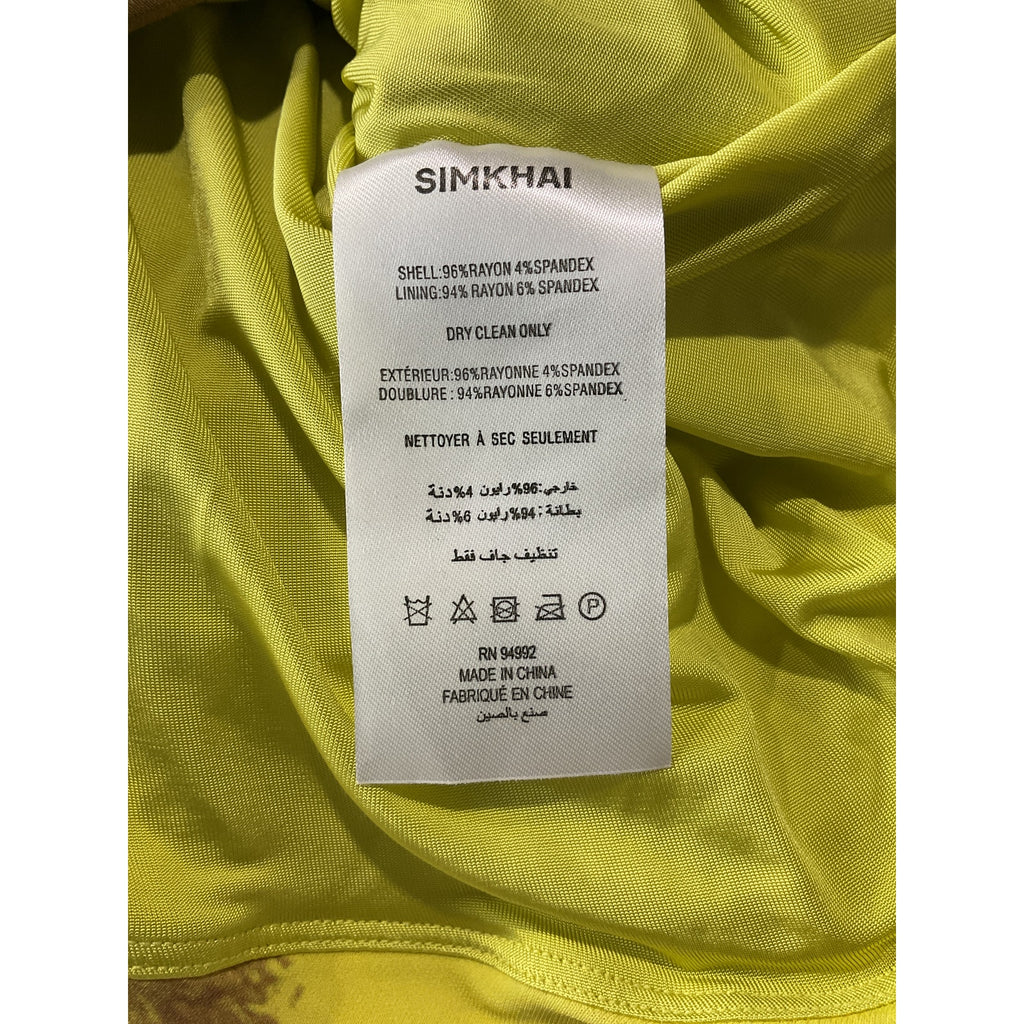 SIMKHAI
SHELL:96%RAYON 4%SPANDEX
LINING:94% RAYON 6% SPANDEX
DRY CLEAN ONLY
EXTÉRIEUR:96%RAYONNE 4%SPANDEX
DOUBLURE : 94%RAYONNE 6%SPANDEX
NETTOYER À SEC SEULEMENT
خارجي:96%رايون 4%دنة
بطانة : 94%رايون 6%دنة
تنظيف جاف فقط
P
RN 94992
MADE IN CHINA
FABRIQUÉ EN CHINE
صنع بالصين